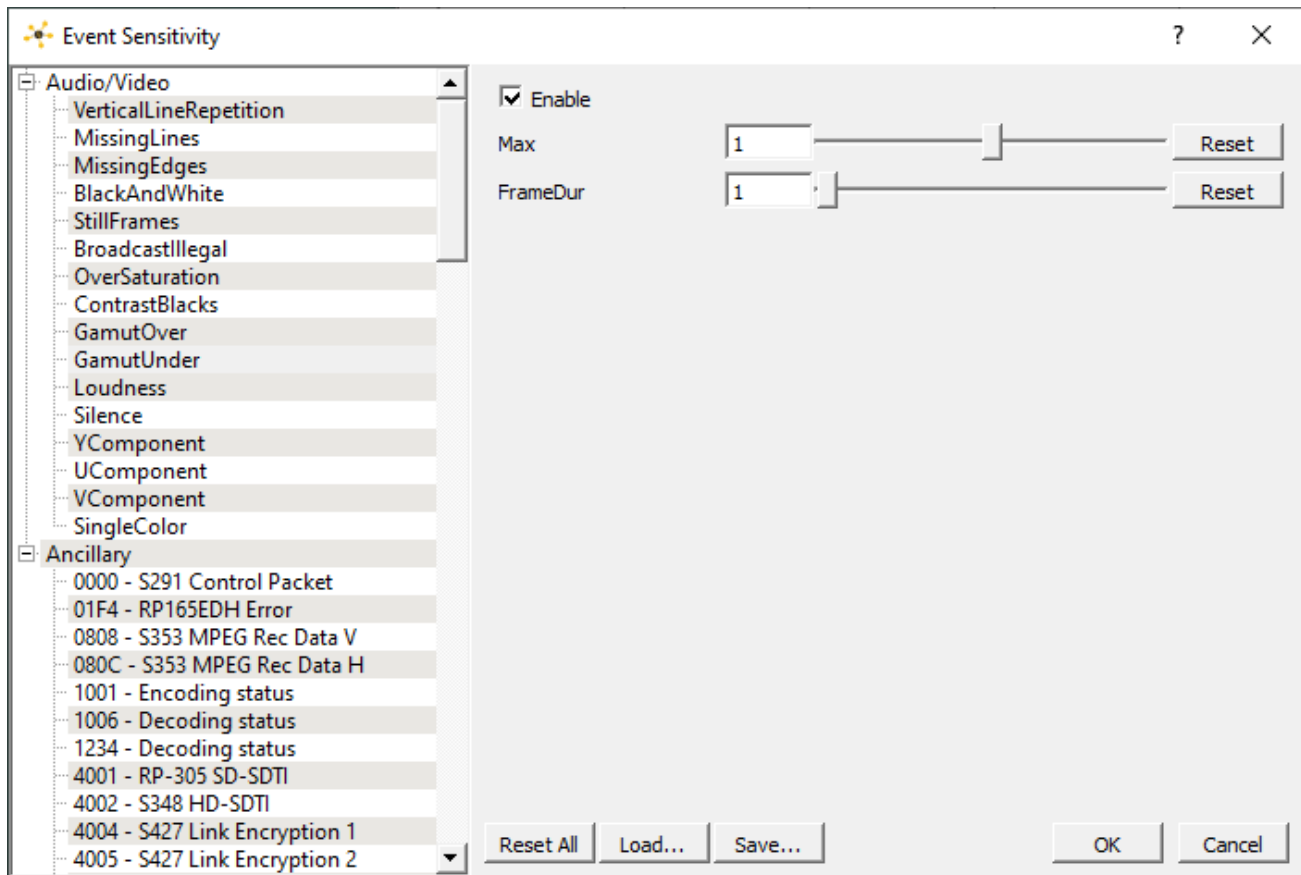 Event Sensitivity
?
Audio/Video
VerticalLineRepetition
MissingLines
MissingEdges
BlackAndWhite
StillFrames
BroadcastIllegal
OverSaturation
ContrastBlacks
GamutOver
GamutUnder
Loudness
Silence
YComponent
UComponent
VComponent
SingleColor
Ancillary
0000 - S291 Control Packet
01F4 - RP165EDH Error
0808 - S353 MPEG Rec Data V
080C - S353 MPEG Rec Data H
1001 - Encoding status
1006 - Decoding status
1234 - Decoding status
4001 - RP-305 SD-SDTI
4002 - S348 HD-SDTI
4004 - S427 Link Encryption 1
4005 - S427 Link Encryption 2
Enable
Max 1 Reset
FrameDur 1 Reset
Reset All Load... Save... OK Cancel